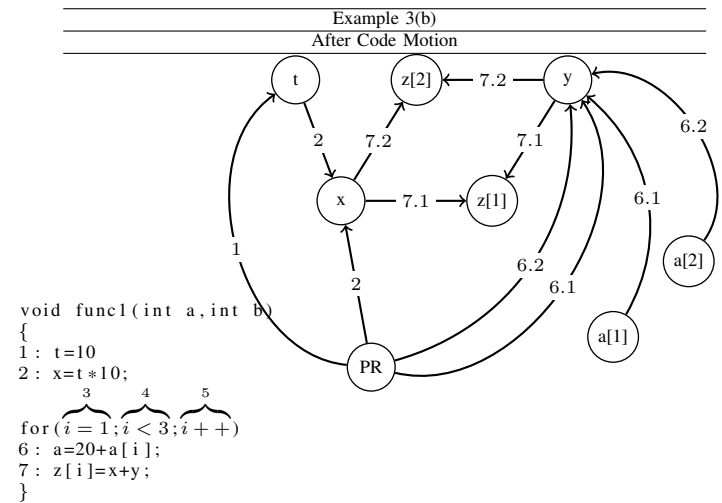 Example 3(b)
After Code Motion
t
z[2]
7.2
y
6.2
2
7.2
7.1
6.1
x
7.1
z[1]
1
a[2]
2
6.2
6.1
a[1]
PR
void func1(int a,int b)
{
1: t=10
2: x=t*10;
3 4 5
for(i = 1;i < 3;i + +)
6: a=20+a[i];
7: z[i]=x+y;
}